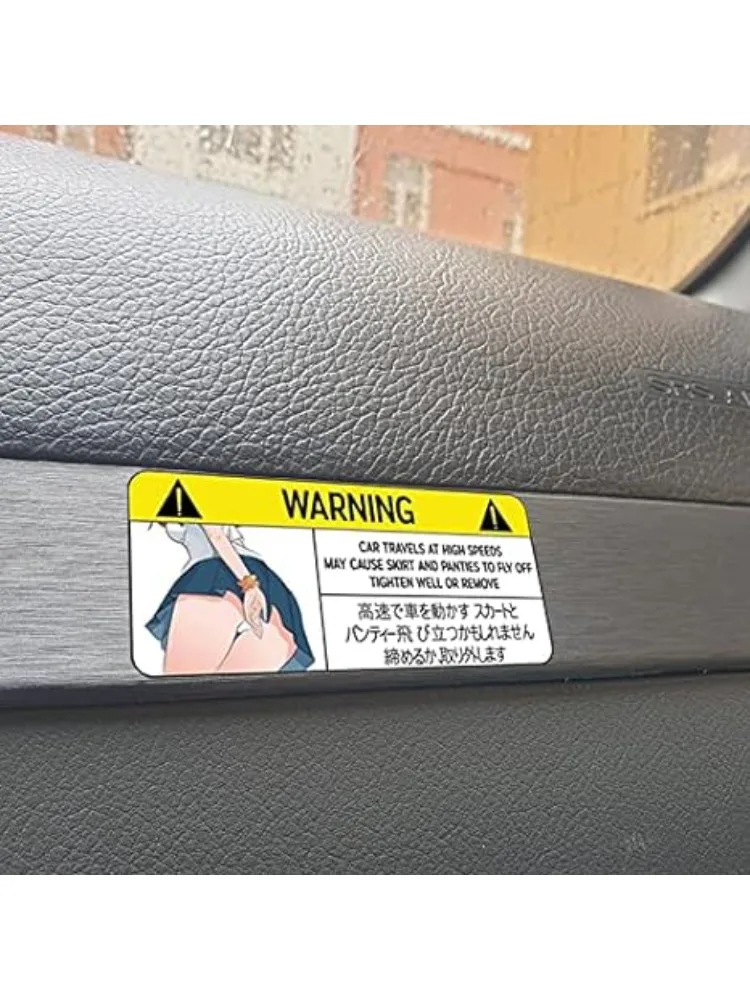 WARNING
CAR TRAVELS AT HIGH SPEEDS
MAY CAUSE SKIRT AND PANTIES TO FLY OFF
TIGHTEN WELL OR REMOVE
高速で車を動かす スカートと
パンティー飛 び立つかもしれません
締めるか 取り外します
SRS